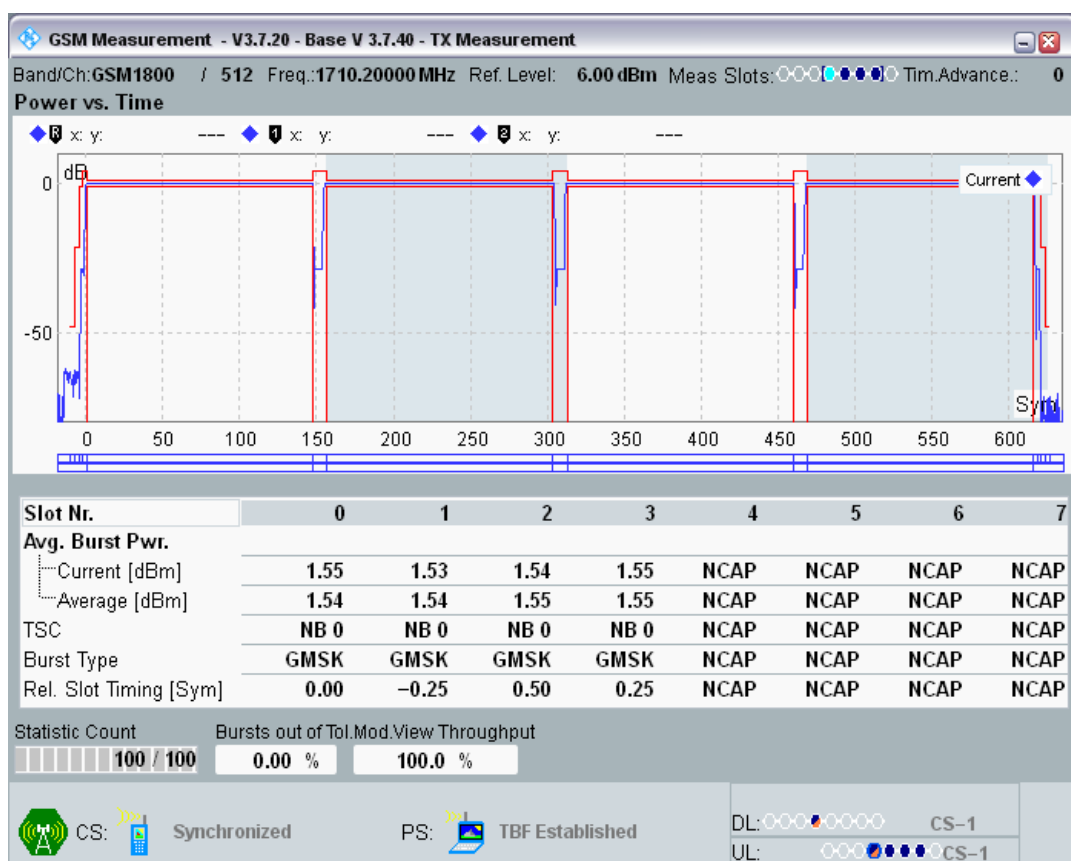 GSM Measurement - V3.7.20 - Base V 3.7.40 - TX Measurement
Band/Ch:GSM1800 / 512 Freq.:1710.20000 MHz Ref. Level: 6.00 dBm Meas Slots: Tim.Advance.: 0
Power vs. Time
R x: y: --- 1 x: y: --- 2 x: y: ---
dB
0
Current
-50
Sym
0 50 100 150 200 250 300 350 400 450 500 550 600
Slot Nr. 0 1 2 3 4 5 6 7
Avg. Burst Pwr.
Current [dBm] 1.55 1.53 1.54 1.55 NCAP NCAP NCAP NCAP
Average [dBm] 1.54 1.54 1.55 1.55 NCAP NCAP NCAP NCAP
TSC NB 0 NB 0 NB 0 NB 0 NCAP NCAP NCAP NCAP
Burst Type GMSK GMSK GMSK GMSK NCAP NCAP NCAP NCAP
Rel. Slot Timing [Sym] 0.00 −0.25 0.50 0.25 NCAP NCAP NCAP NCAP
Statistic Count Bursts out of Tol.Mod.View Throughput
100 / 100 0.00 % 100.0 %
CS: Synchronized PS: TBF Established DL: CS−1
UL: CS−1